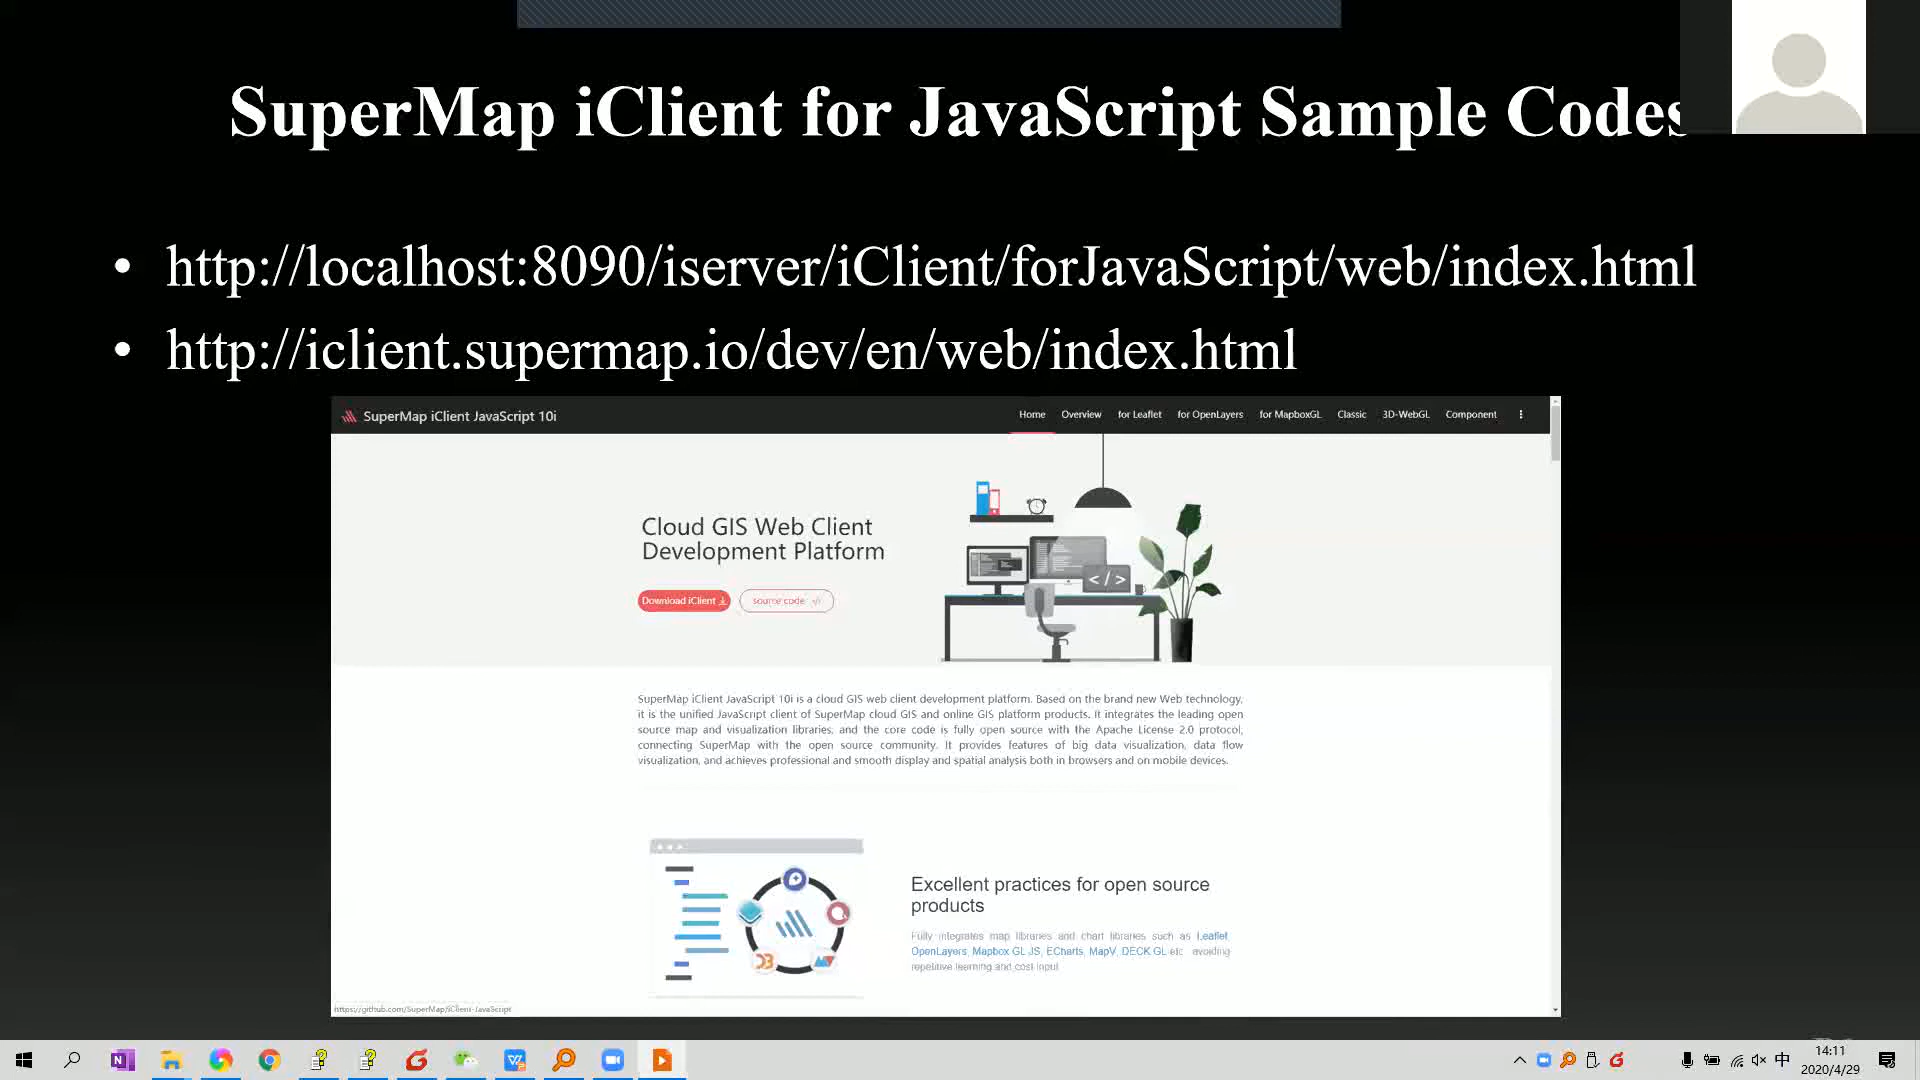 SuperMap iClient for JavaScript Sample Codes
• http://localhost:8090/iserver/iClient/forJavaScript/web/index.html
• http://iclient.supermap.io/dev/en/web/index.html
SuperMap iClient JavaScript 10i
Home Overview for Leaflet for OpenLayers for MapboxGL Classic 3D-WebGL Component
Cloud GIS Web Client
Development Platform
</>
Download iClient source code
SuperMap iClient JavaScript 10i is a cloud GIS web client development platform. Based on the brand new Web technology,
it is the unified JavaScript client of SuperMap cloud GIS and online GIS platform products. It integrates the leading open
source map and visualization libraries, and the core code is fully open source with the Apache License 2.0 protocol,
connecting SuperMap with the open source community. It provides features of big data visualization, data flow
visualization, and achieves professional and smooth display and spatial analysis both in browsers and on mobile devices.
Excellent practices for open source
products
Fully integrates map libraries and chart libraries such as Leaflet,
OpenLayers, Mapbox GL JS, ECharts, MapV, DECK GL etc avoiding
repetitive learning and cost input
https://github.com/SuperMap/iClient-JavaScript
中
14:11
2020/4/29